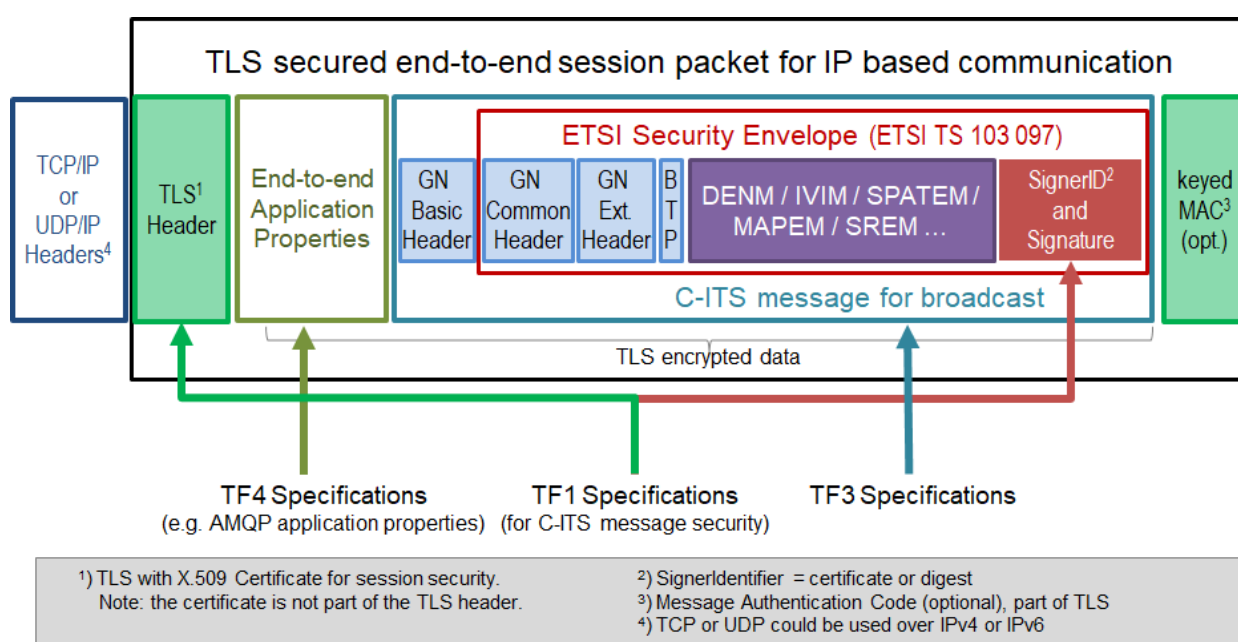 TLS secured end-to-end session packet for IP based communication
TCP/IP
or
UDP/IP
Headers4
TLS1
Header
End-to-end
Application
Properties
ETSI Security Envelope (ETSI TS 103 097)
GN
Basic
Header
GN
Common
Header
GN
Ext.
Header
B
T
P
DENM / IVIM / SPATEM /
MAPEM / SREM ...
SignerID2
and
Signature
keyed
MAC3
(opt.)
C-ITS message for broadcast
TLS encrypted data
TF4 Specifications
(e.g. AMQP application properties)
TF1 Specifications
(for C-ITS message security)
TF3 Specifications
1) TLS with X.509 Certificate for session security.
Note: the certificate is not part of the TLS header.
2) SignerIdentifier = certificate or digest
3) Message Authentication Code (optional), part of TLS
4) TCP or UDP could be used over IPv4 or IPv6